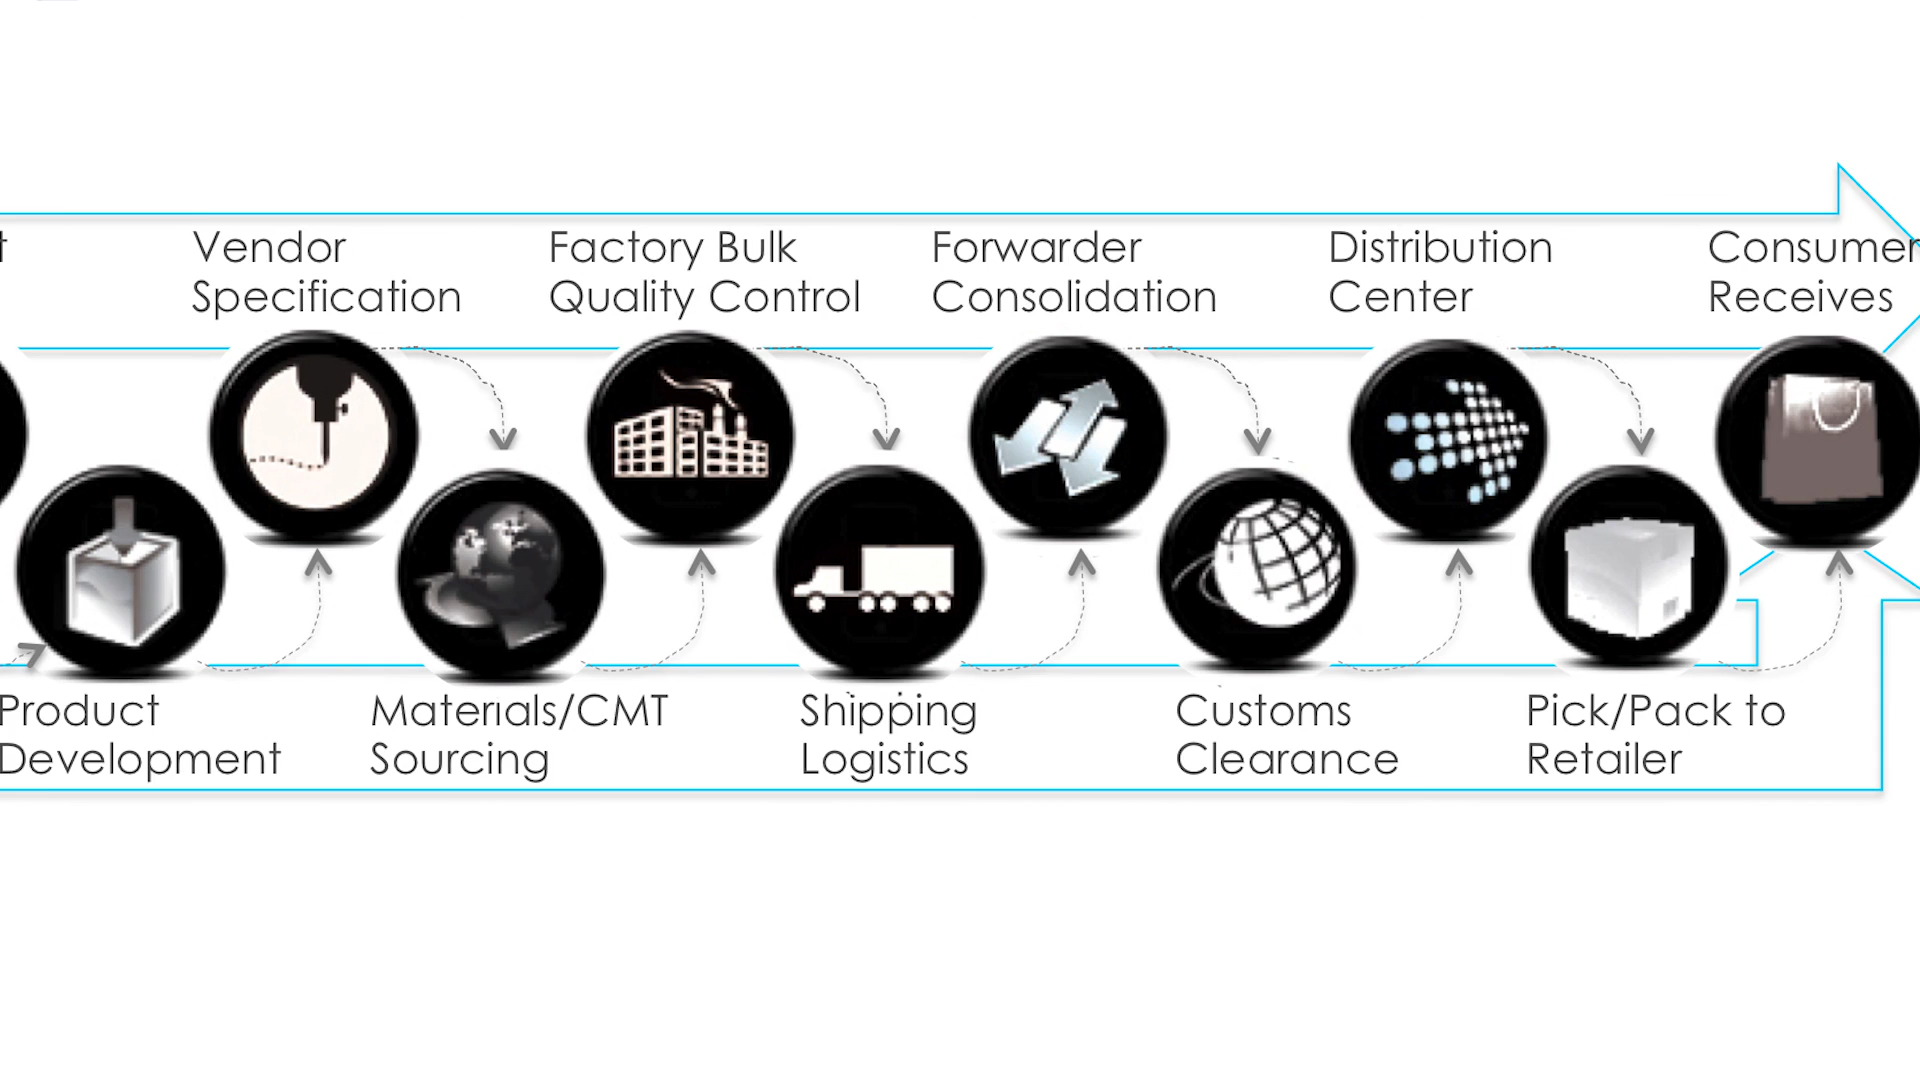 Vendor
Specification
Factory Bulk
Quality Control
Forwarder
Consolidation
Distribution
Center
Consumer
Receives
Product
Development
Materials/CMT
Sourcing
Shipping
Logistics
Customs
Clearance
Pick/Pack to
Retailer